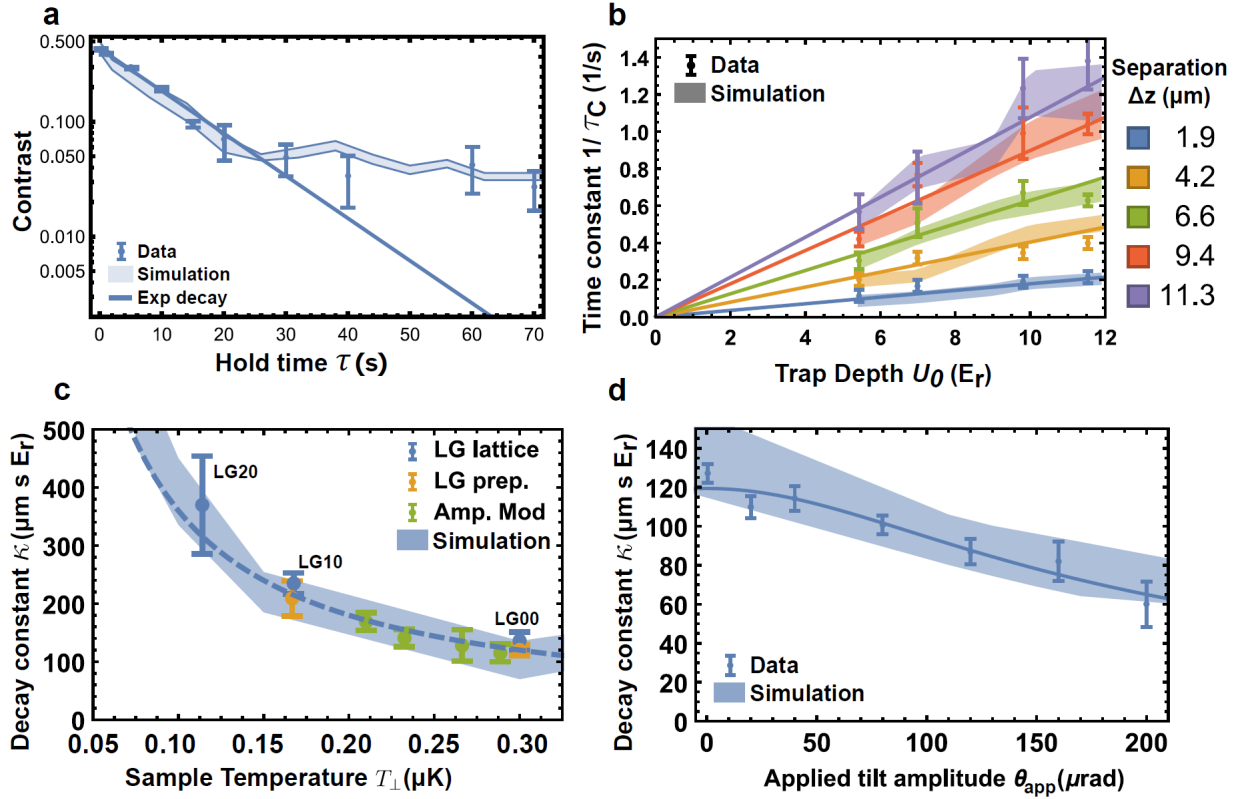 a
0.500
0.100
0.050
0.010
0.005
Contrast
Data
Simulation
Exp decay
0 10 20 30 40 50 60 70
Hold time τ (s)
b
1.4
1.2
1.0
0.8
0.6
0.4
0.2
0.0
Time constant 1/ τC (1/s)
Data
Simulation
0 2 4 6 8 10 12
Trap Depth U0 (Er)
Separation
Δz (μm)
1.9
4.2
6.6
9.4
11.3
c
500
400
300
200
100
0
Decay constant κ(μm s Er)
LG20
LG10
LG00
LG lattice
LG prep.
Amp. Mod
Simulation
0.05 0.10 0.15 0.20 0.25 0.30
Sample Temperature T⊥(μK)
d
140
120
100
80
60
40
20
0
Decay constant κ(μm s Er)
Data
Simulation
0 50 100 150 200
Applied tilt amplitude θapp(μrad)